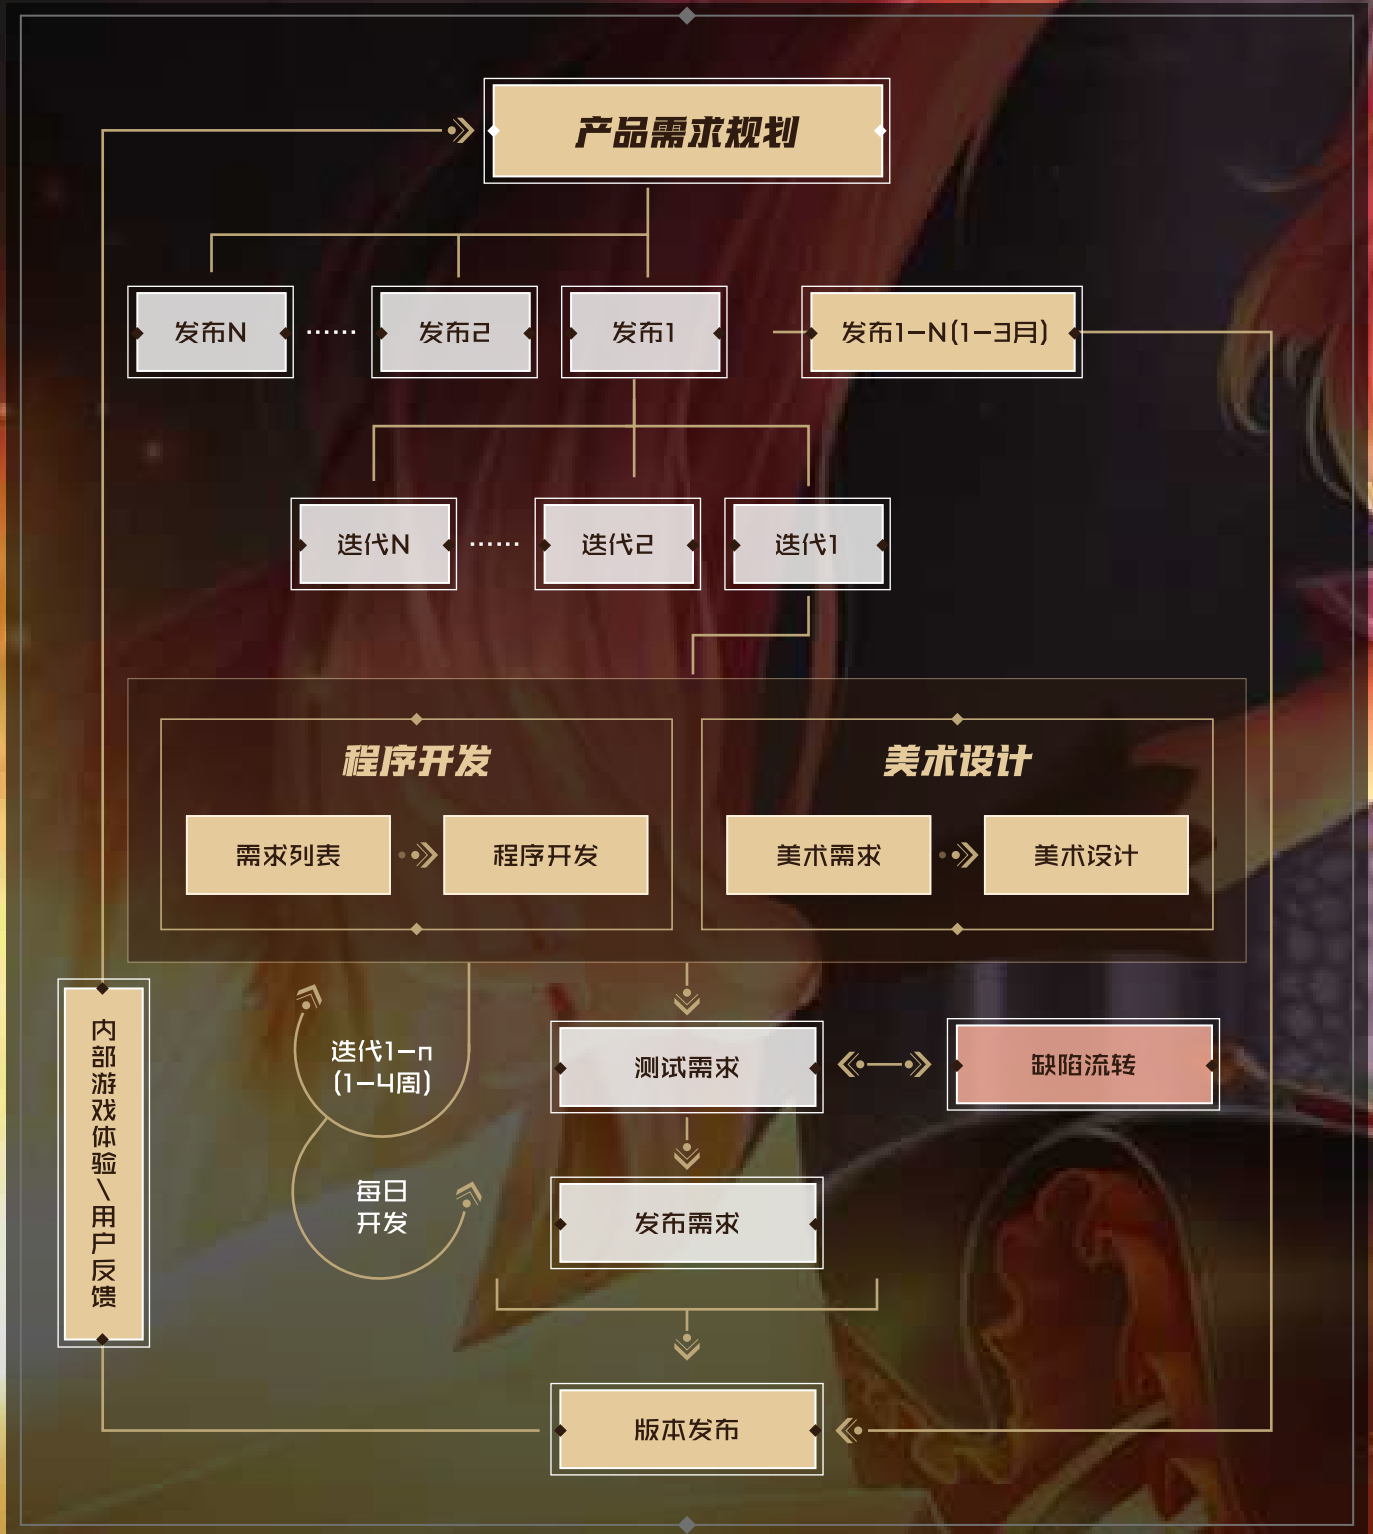 产品需求规划
发布N
······
发布2
发布1
发布1-N(1-3月)
迭代N
······
迭代2
迭代1
程序开发
美术设计
需求列表
程序开发
美术需求
美术设计
内部游戏体验\用户反馈
迭代1-n
(1-4周)
测试需求
缺陷流转
每日
开发
发布需求
版本发布